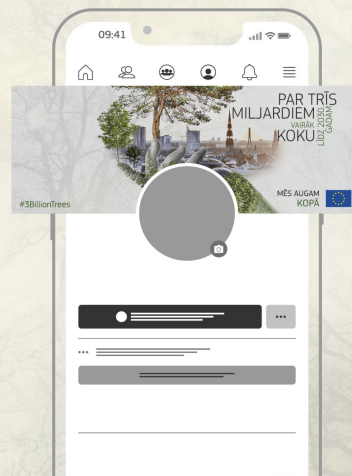 09:41
PAR TRĪS
MILJARDIEM
VAIRĀK
KOKU
LĪDZ 2030.
GADAM
#3BillionTrees
MĒS AUGAM
KOPĀ